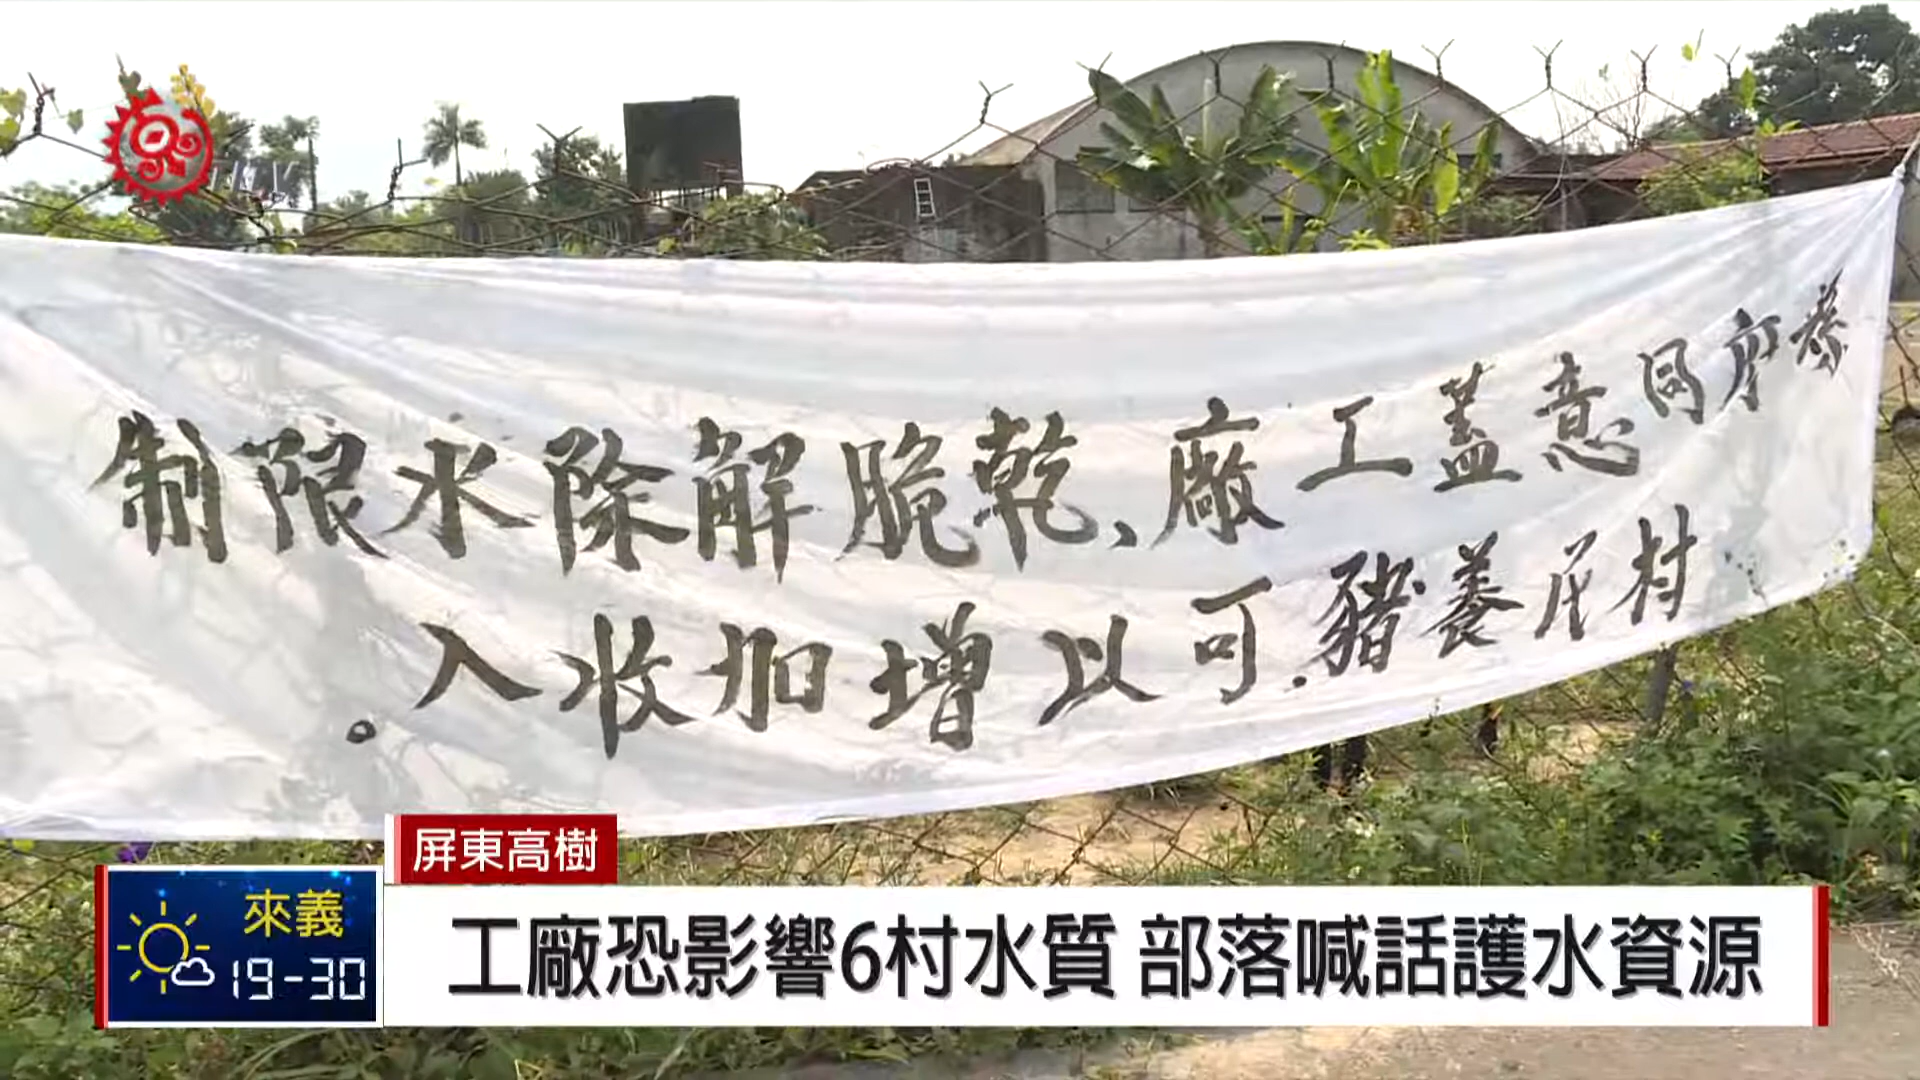 府同意蓋工廠、乾脆解除水限制
村民養豬.可以增加收入。
屏東高樹
來義
19-30
工廠恐影響6村水質 部落喊話護水資源